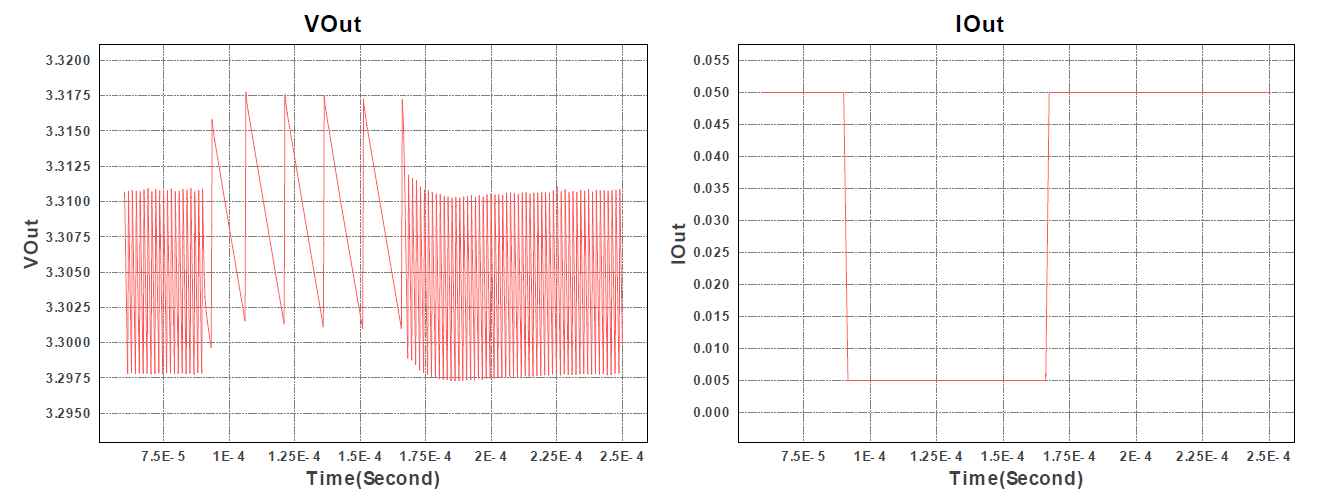 VOut
3.3200
3.3175
3.3150
3.3125
3.3100
3.3075
3.3050
3.3025
3.3000
3.2975
3.2950
VOut
7.5E- 5
1E- 4
1.25E- 4
1.5E- 4
1.75E- 4
2E- 4
2.25E- 4
2.5E- 4
Time(Second)
IOut
0.055
0.050
0.045
0.040
0.035
0.030
0.025
0.020
0.015
0.010
0.005
0.000
IOut
7.5E- 5
1E- 4
1.25E- 4
1.5E- 4
1.75E- 4
2E- 4
2.25E- 4
2.5E- 4
Time(Second)